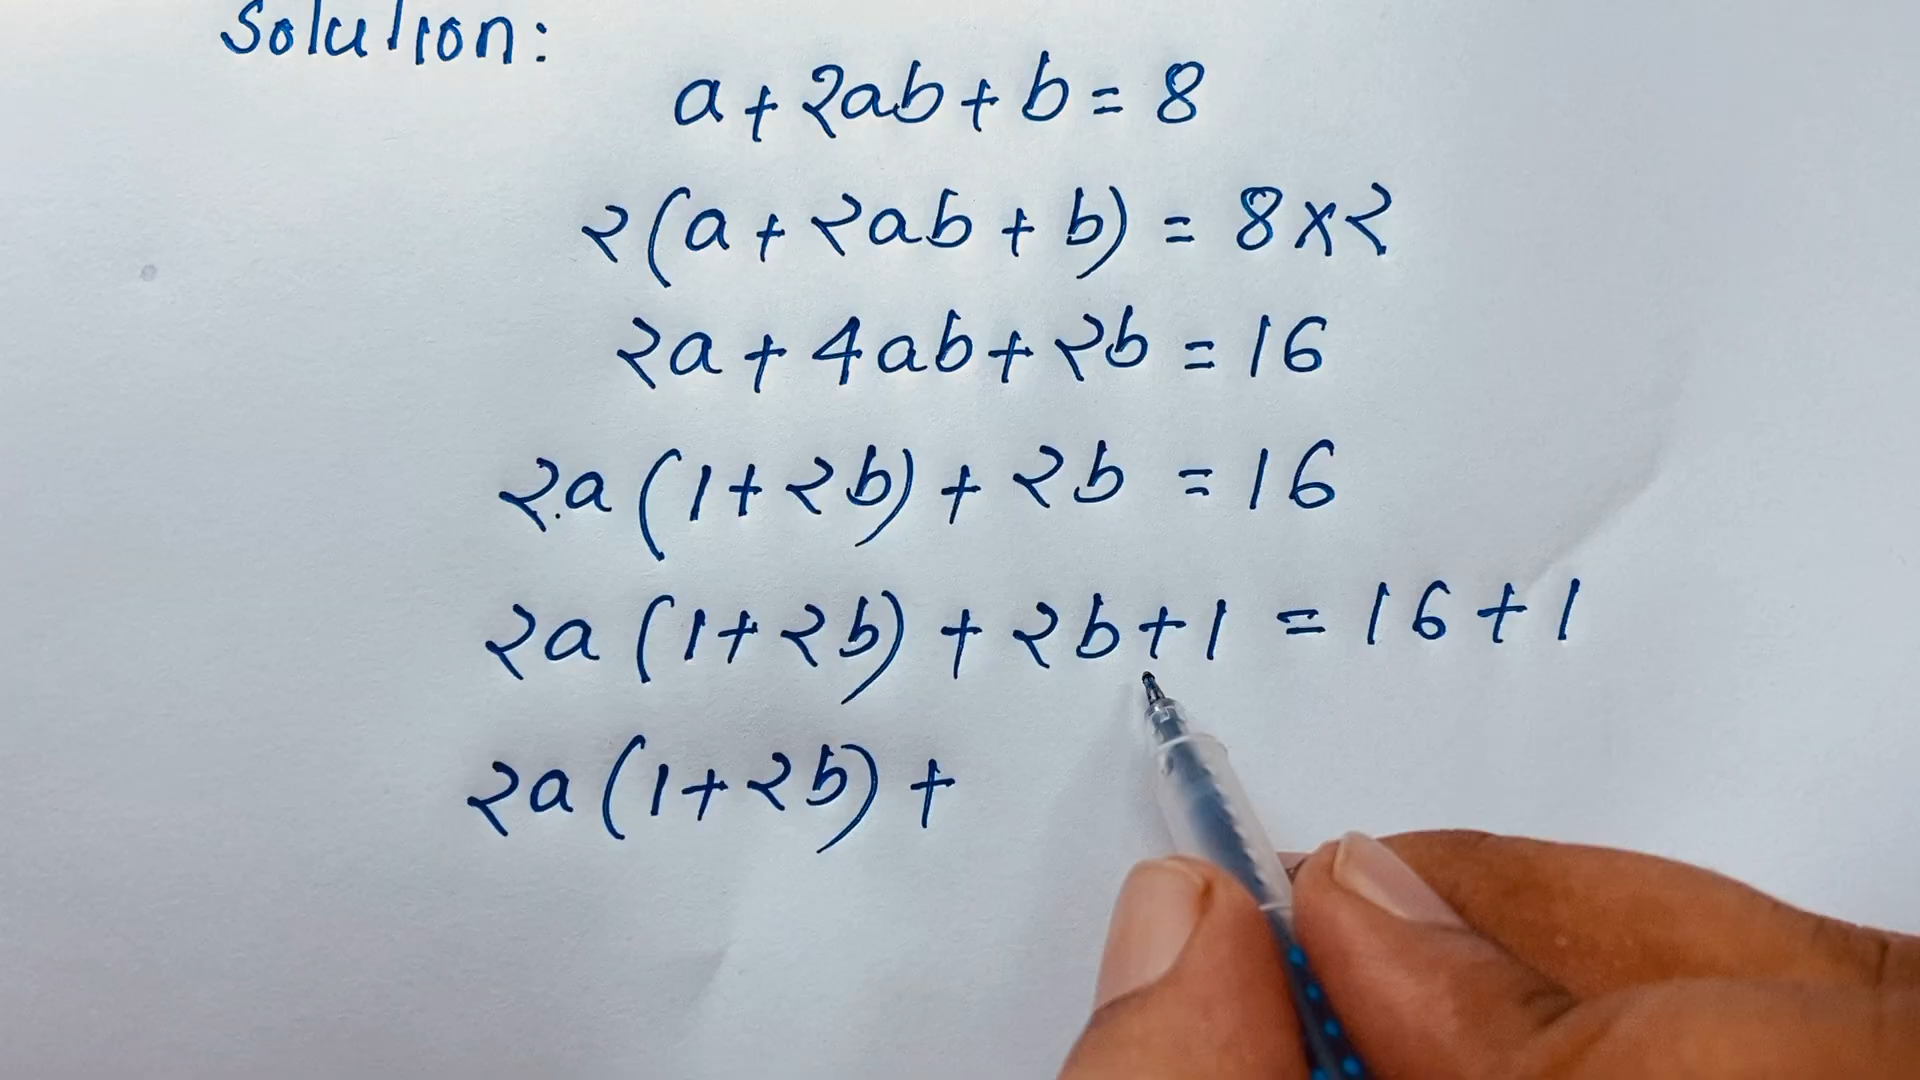 Solution:
a + 2ab + b = 8
2(a + 2ab + b) = 8 × 2
2a + 4ab + 2b = 16
2a (1 + 2b) + 2b = 16
2a (1 + 2b) + 2b + 1 = 16 + 1
2a (1 + 2b) +